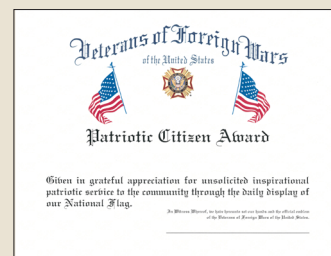 Veterans of Foreign Wars
of the United States
Patriotic Citizen Award
Given in grateful appreciation for unsolicited inspirational
patriotic service to the community through the daily display of
our National Flag.
In Witness Whereof, we have hereunto set our hands and the official
of the Veterans of Foreign Wars of the United States